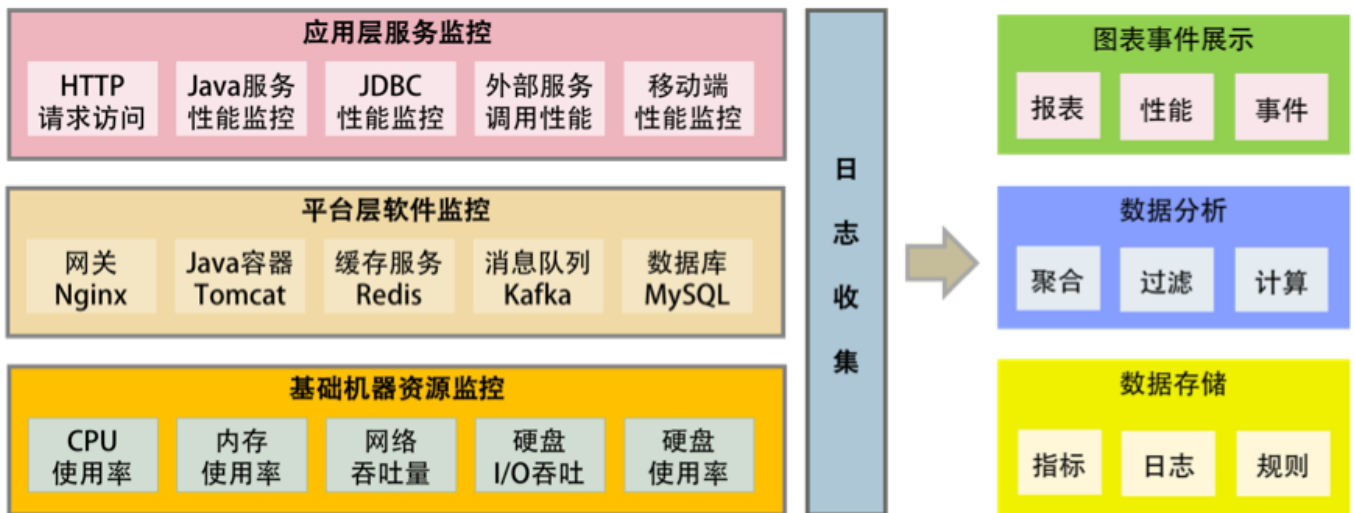 应用层服务监控
HTTP
请求访问
Java服务
性能监控
JDBC
性能监控
外部服务
调用性能
移动端
性能监控
平台层软件监控
网关
Nginx
Java容器
Tomcat
缓存服务
Redis
消息队列
Kafka
数据库
MySQL
基础机器资源监控
CPU
使用率
内存
使用率
网络
吞吐量
硬盘
I/O吞吐
硬盘
使用率
日
志
收
集
图表事件展示
报表
性能
事件
数据分析
聚合
过滤
计算
数据存储
指标
日志
规则